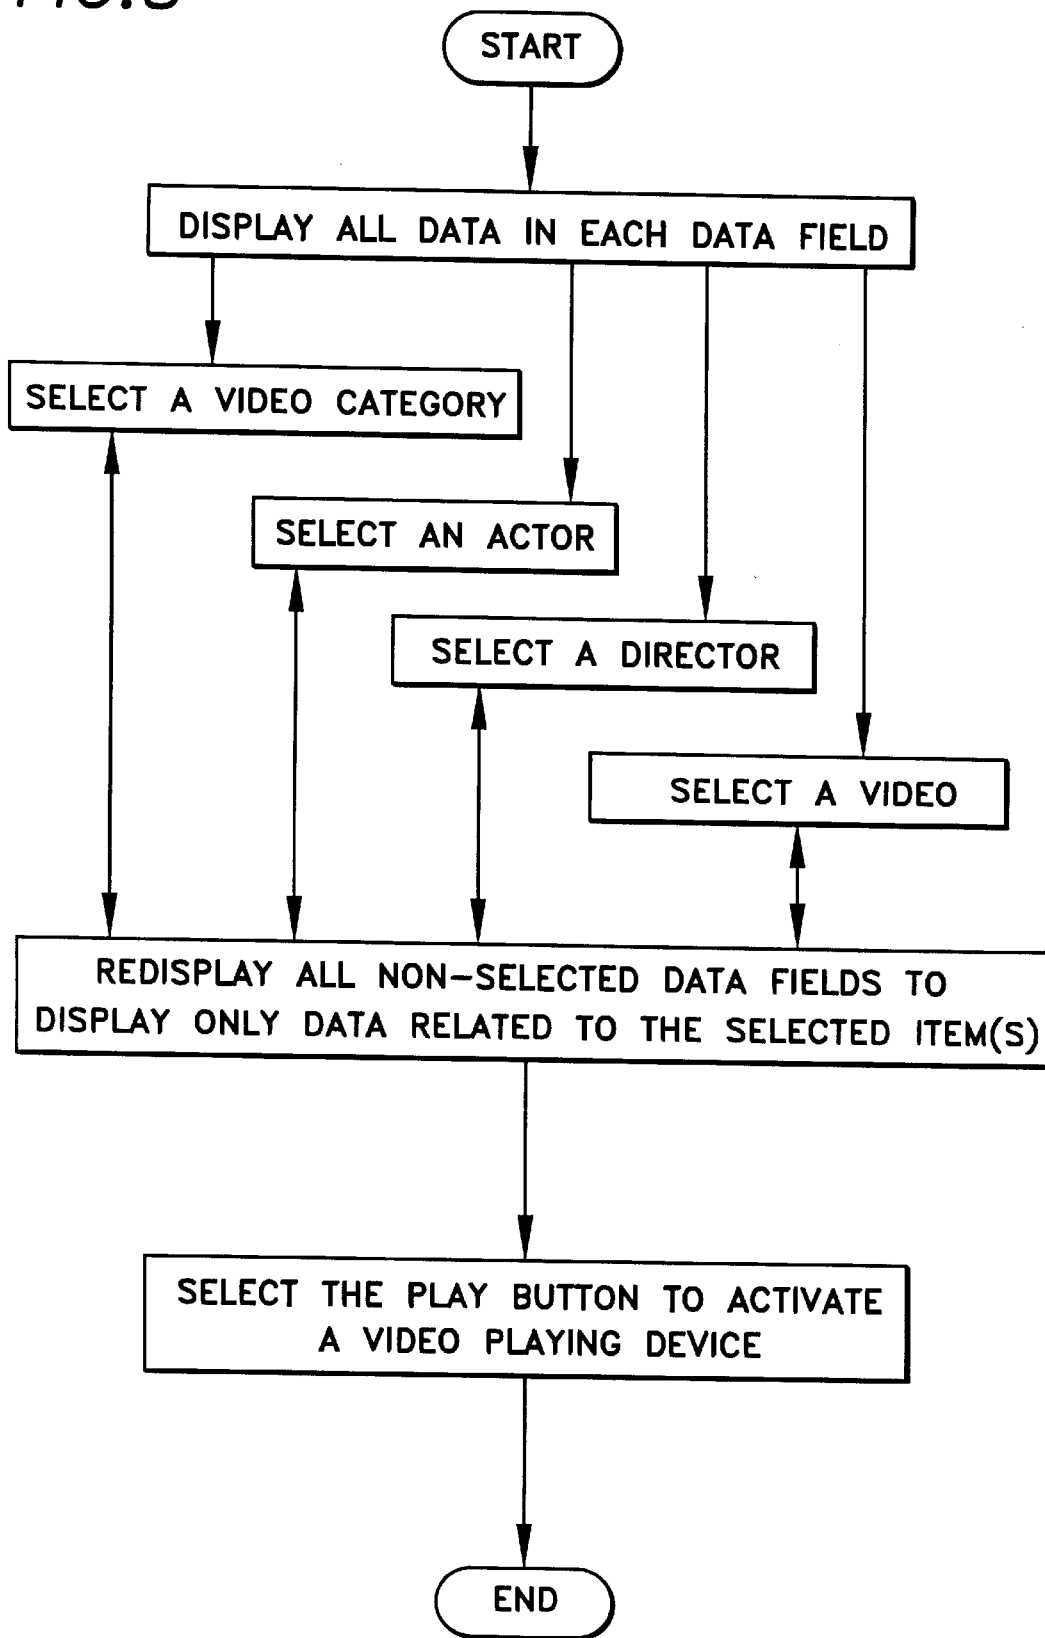 START
DISPLAY ALL DATA IN EACH DATA FIELD
SELECT A VIDEO CATEGORY
SELECT AN ACTOR
SELECT A DIRECTOR
SELECT A VIDEO
REDISPLAY ALL NON-SELECTED DATA FIELDS TO
DISPLAY ONLY DATA RELATED TO THE SELECTED ITEM(S)
SELECT THE PLAY BUTTON TO ACTIVATE
A VIDEO PLAYING DEVICE
END